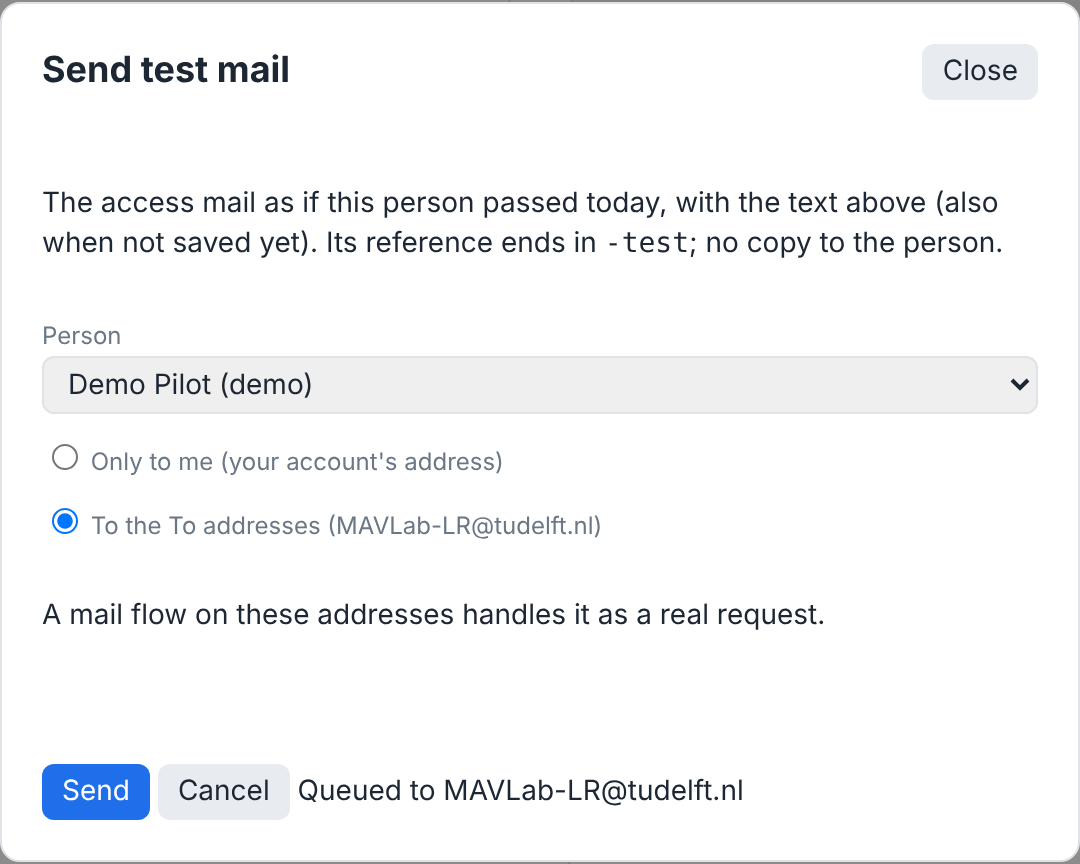 Send test mail
Close
The access mail as if this person passed today, with the text above (also
when not saved yet). Its reference ends in -test; no copy to the person.
Person
Demo Pilot (demo)
Only to me (your account's address)
To the To addresses (MAVLab-LR@tudelft.nl)
A mail flow on these addresses handles it as a real request.
Send Cancel Queued to MAVLab-LR@tudelft.nl